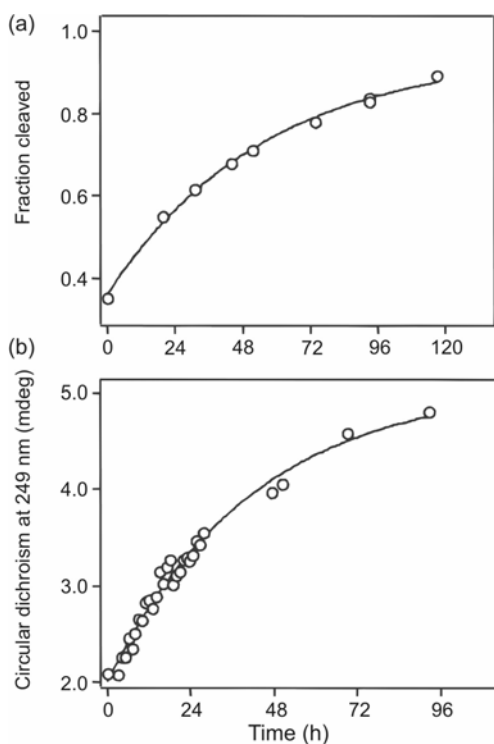 (a)
Fraction cleaved
1.0
0.8
0.6
0.4
0 24 48 72 96 120
(b)
Circular dichroism at 249 nm (mdeg)
5.0
4.0
3.0
2.0
0 24 48 72 96
Time (h)